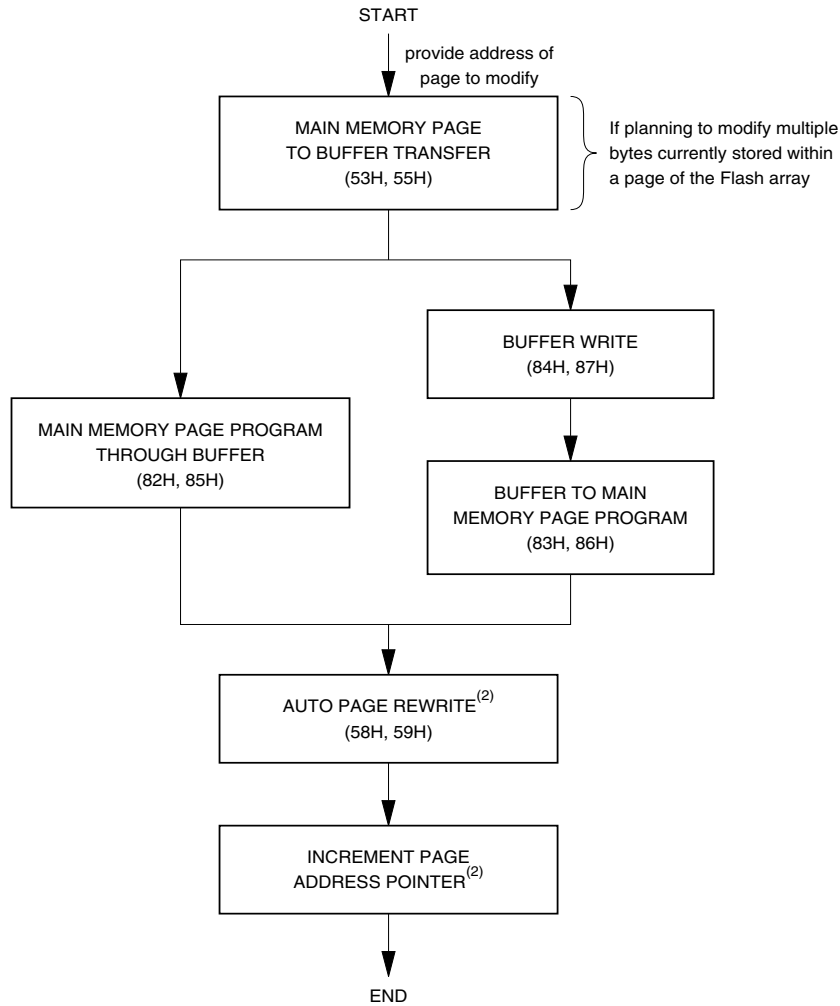 START
provide address of
page to modify
MAIN MEMORY PAGE
TO BUFFER TRANSFER
(53H, 55H)
If planning to modify multiple
bytes currently stored within
a page of the Flash array
BUFFER WRITE
(84H, 87H)
MAIN MEMORY PAGE PROGRAM
THROUGH BUFFER
(82H, 85H)
BUFFER TO MAIN
MEMORY PAGE PROGRAM
(83H, 86H)
AUTO PAGE REWRITE(2)
(58H, 59H)
INCREMENT PAGE
ADDRESS POINTER(2)
END